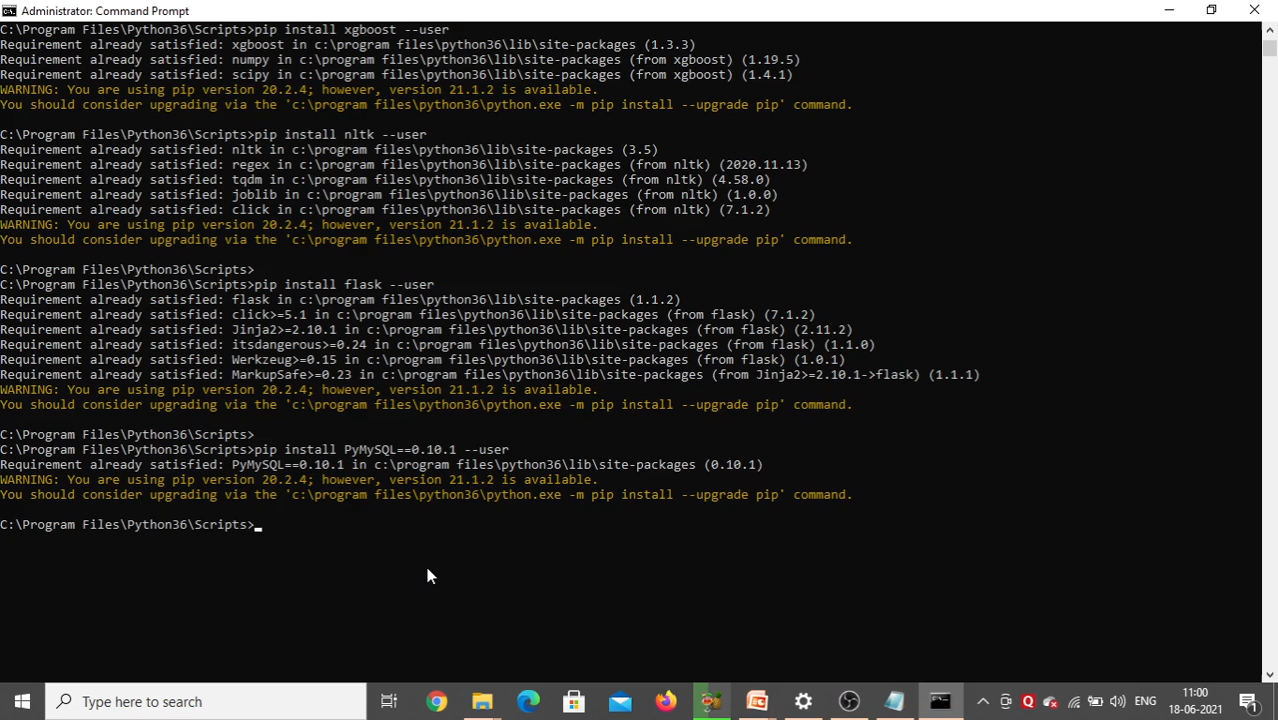 Administrator: Command Prompt
C:\Program Files\Python36\Scripts>pip install xgboost --user
Requirement already satisfied: xgboost in c:\program files\python36\lib\site-packages (1.3.3)
Requirement already satisfied: numpy in c:\program files\python36\lib\site-packages (from xgboost) (1.19.5)
Requirement already satisfied: scipy in c:\program files\python36\lib\site-packages (from xgboost) (1.4.1)
WARNING: You are using pip version 20.2.4; however, version 21.1.2 is available.
You should consider upgrading via the 'c:\program files\python36\python.exe -m pip install --upgrade pip' command.
C:\Program Files\Python36\Scripts>pip install nltk --user
Requirement already satisfied: nltk in c:\program files\python36\lib\site-packages (3.5)
Requirement already satisfied: regex in c:\program files\python36\lib\site-packages (from nltk) (2020.11.13)
Requirement already satisfied: tqdm in c:\program files\python36\lib\site-packages (from nltk) (4.58.0)
Requirement already satisfied: joblib in c:\program files\python36\lib\site-packages (from nltk) (1.0.0)
Requirement already satisfied: click in c:\program files\python36\lib\site-packages (from nltk) (7.1.2)
WARNING: You are using pip version 20.2.4; however, version 21.1.2 is available.
You should consider upgrading via the 'c:\program files\python36\python.exe -m pip install --upgrade pip' command.
C:\Program Files\Python36\Scripts>
C:\Program Files\Python36\Scripts>pip install flask --user
Requirement already satisfied: flask in c:\program files\python36\lib\site-packages (1.1.2)
Requirement already satisfied: click>=5.1 in c:\program files\python36\lib\site-packages (from flask) (7.1.2)
Requirement already satisfied: Jinja2>=2.10.1 in c:\program files\python36\lib\site-packages (from flask) (2.11.2)
Requirement already satisfied: itsdangerous>=0.24 in c:\program files\python36\lib\site-packages (from flask) (1.1.0)
Requirement already satisfied: Werkzeug>=0.15 in c:\program files\python36\lib\site-packages (from flask) (1.0.1)
Requirement already satisfied: MarkupSafe>=0.23 in c:\program files\python36\lib\site-packages (from Jinja2>=2.10.1->flask) (1.1.1)
WARNING: You are using pip version 20.2.4; however, version 21.1.2 is available.
You should consider upgrading via the 'c:\program files\python36\python.exe -m pip install --upgrade pip' command.
C:\Program Files\Python36\Scripts>
C:\Program Files\Python36\Scripts>pip install PyMySQL==0.10.1 --user
Requirement already satisfied: PyMySQL==0.10.1 in c:\program files\python36\lib\site-packages (0.10.1)
WARNING: You are using pip version 20.2.4; however, version 21.1.2 is available.
You should consider upgrading via the 'c:\program files\python36\python.exe -m pip install --upgrade pip' command.
C:\Program Files\Python36\Scripts>
Type here to search
ENG
11:00
18-06-2021